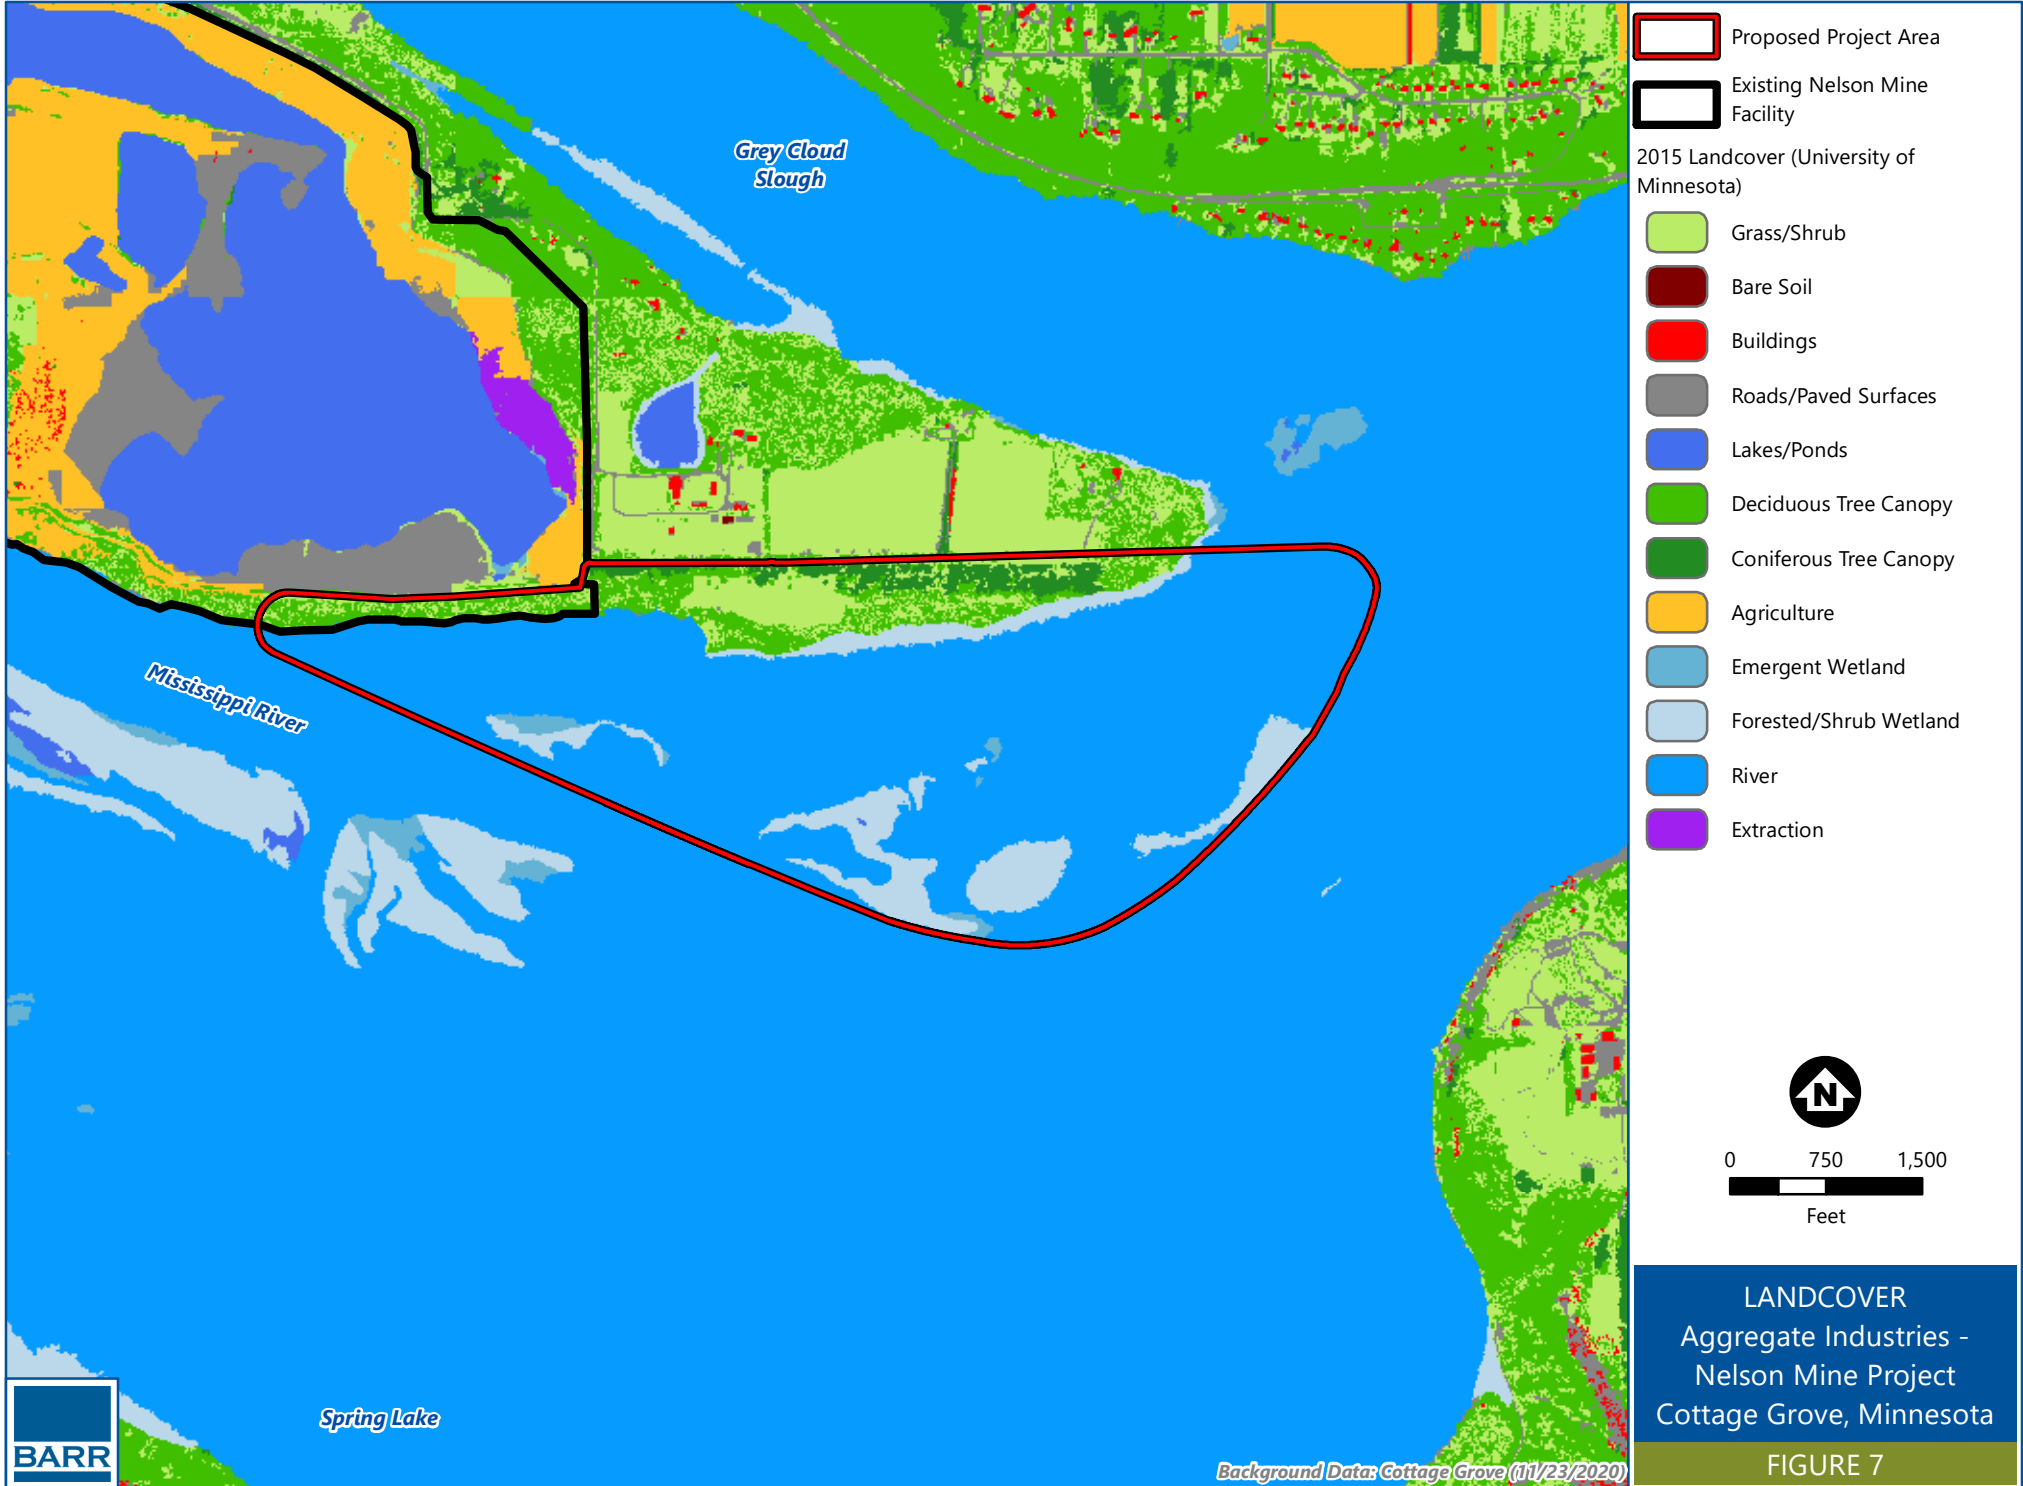 Grey Cloud
Slough
Mississippi River
Spring Lake
BARR
Background Data: Cottage Grove (11/23/2020)
Proposed Project Area
Existing Nelson Mine
Facility
2015 Landcover (University of
Minnesota)
Grass/Shrub
Bare Soil
Buildings
Roads/Paved Surfaces
Lakes/Ponds
Deciduous Tree Canopy
Coniferous Tree Canopy
Agriculture
Emergent Wetland
Forested/Shrub Wetland
River
Extraction
N
0 750 1,500
Feet
LANDCOVER
Aggregate Industries -
Nelson Mine Project
Cottage Grove, Minnesota
FIGURE 7